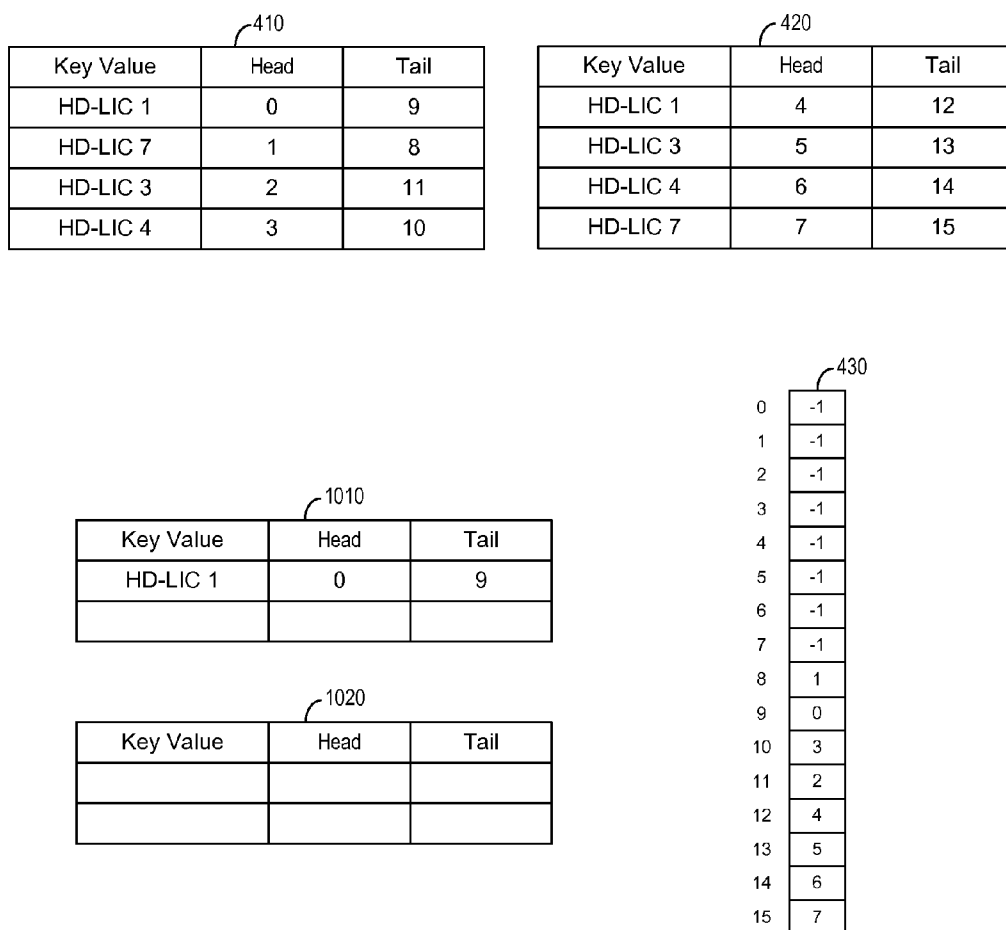 410
Key Value Head Tail
HD-LIC 1 0 9
HD-LIC 7 1 8
HD-LIC 3 2 11
HD-LIC 4 3 10
420
Key Value Head Tail
HD-LIC 1 4 12
HD-LIC 3 5 13
HD-LIC 4 6 14
HD-LIC 7 7 15
1010
Key Value Head Tail
HD-LIC 1 0 9
1020
Key Value Head Tail
430
0 -1
1 -1
2 -1
3 -1
4 -1
5 -1
6 -1
7 -1
8 1
9 0
10 3
11 2
12 4
13 5
14 6
15 7